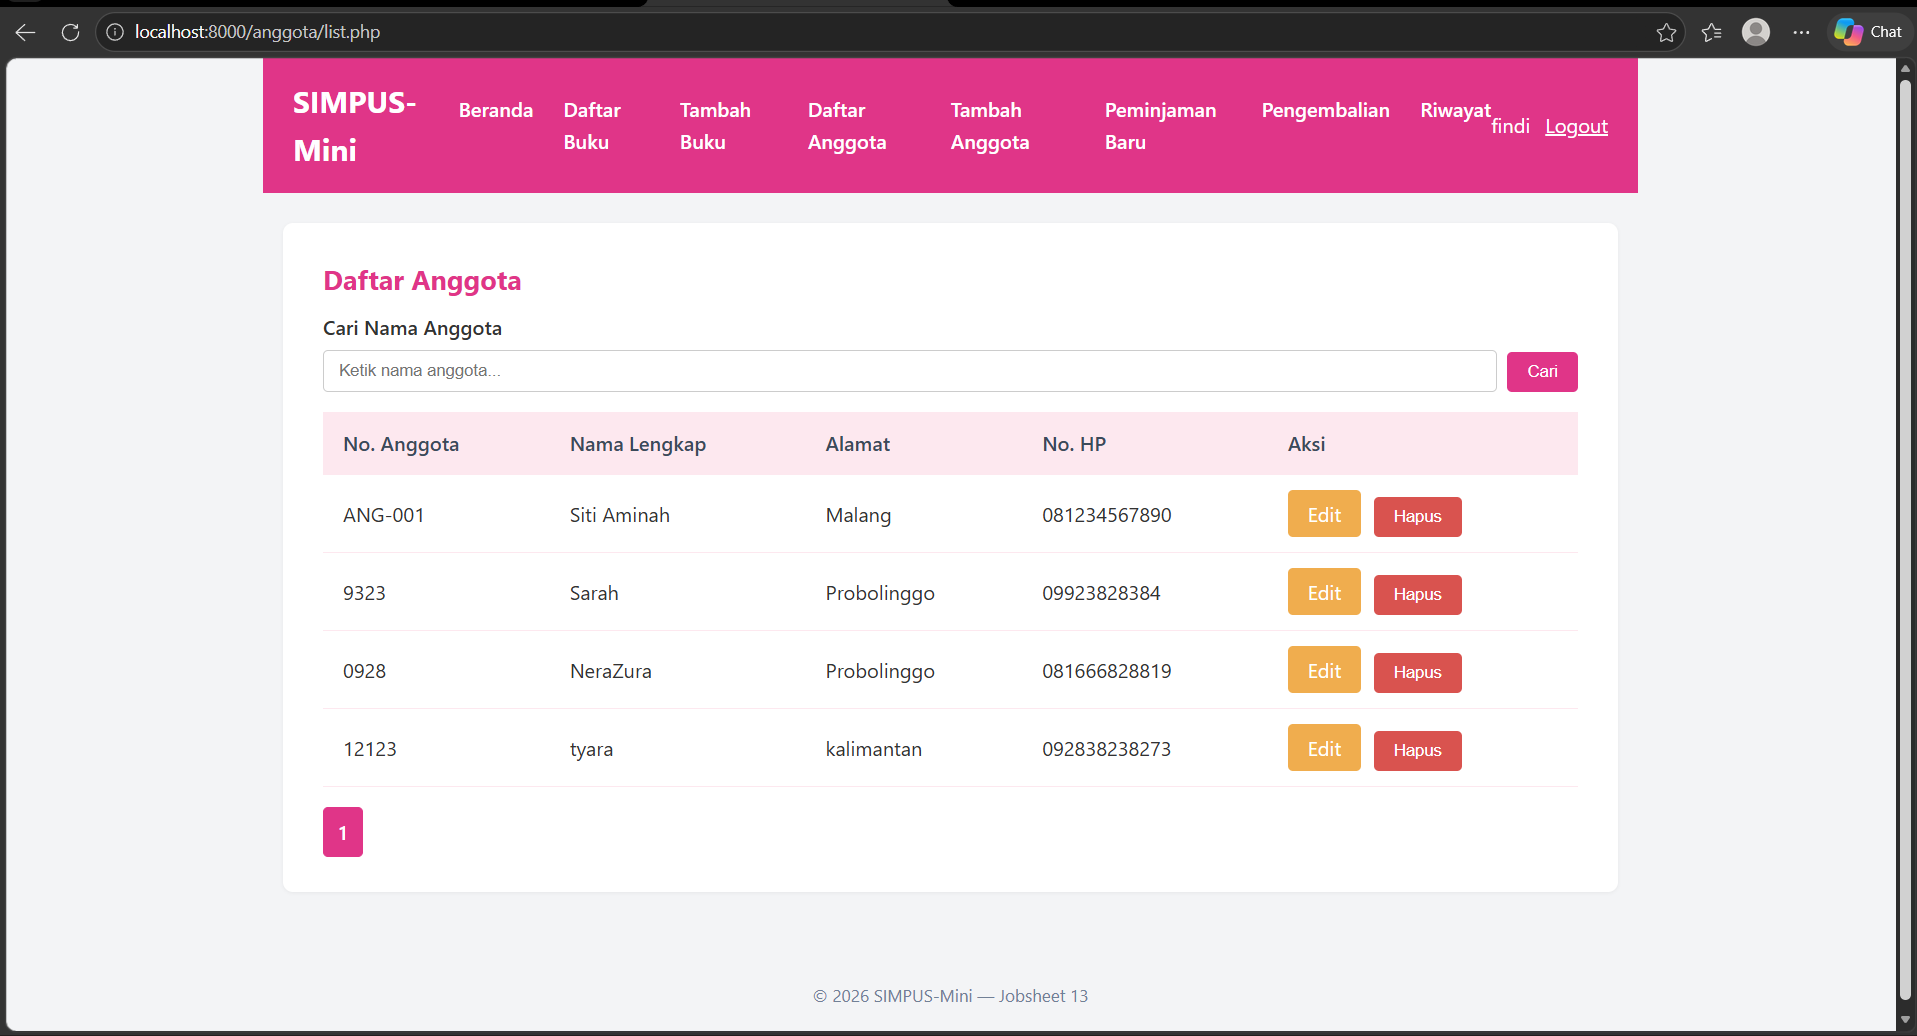 localhost:8000/anggota/list.php
Chat
SIMPUS-
Mini
Beranda
Daftar
Buku
Tambah
Buku
Daftar
Anggota
Tambah
Anggota
Peminjaman
Baru
Pengembalian
Riwayat
findi
Logout
Daftar Anggota
Cari Nama Anggota
Ketik nama anggota...
Cari
No. Anggota Nama Lengkap Alamat No. HP Aksi
ANG-001 Siti Aminah Malang 081234567890 Edit Hapus
9323 Sarah Probolinggo 09923828384 Edit Hapus
0928 NeraZura Probolinggo 081666828819 Edit Hapus
12123 tyara kalimantan 092838238273 Edit Hapus
1
© 2026 SIMPUS-Mini — Jobsheet 13